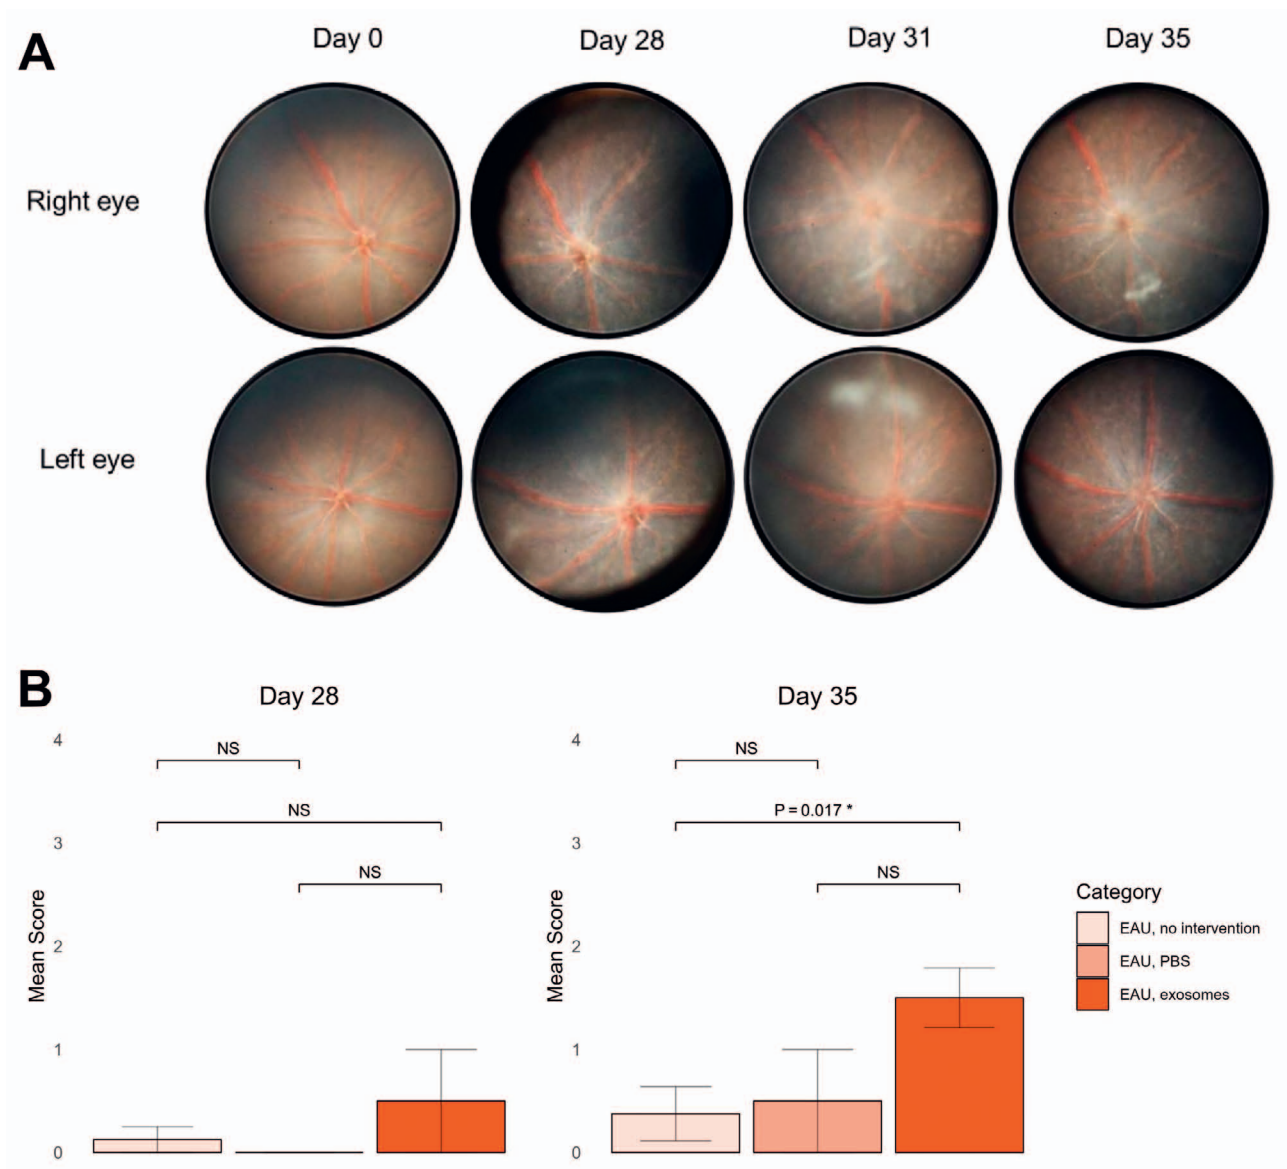 A
Day 0
Day 28
Day 31
Day 35
Right eye
Left eye
B
Day 28
Mean Score
4
3
2
1
0
NS
NS
NS
Day 35
Mean Score
4
3
2
1
0
NS
P = 0.017 *
NS
Category
EAU, no intervention
EAU, PBS
EAU, exosomes